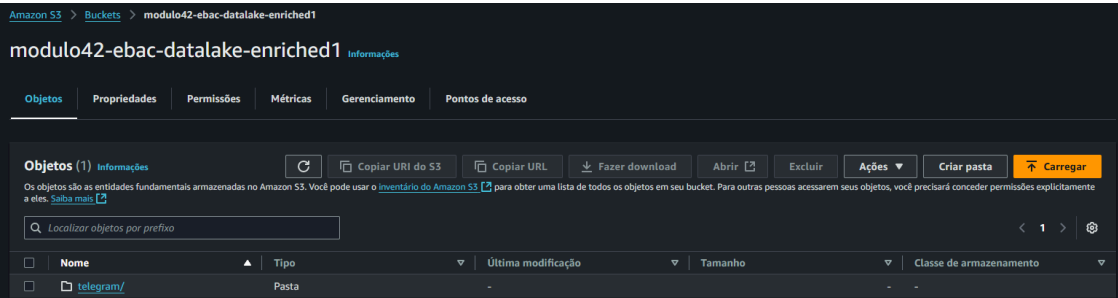 Amazon S3 > Buckets > modulo42-ebac-datalake-enriched1
modulo42-ebac-datalake-enriched1 Informações
Objetos Propriedades Permissões Métricas Gerenciamento Pontos de acesso
Objetos (1) Informações Copiar URI do S3 Copiar URL Fazer download Abrir Excluir Ações Criar pasta Carregar
Os objetos são as entidades fundamentais armazenadas no Amazon S3. Você pode usar o inventário do Amazon S3 para obter uma lista de todos os objetos em seu bucket. Para outras pessoas acessarem seus objetos, você precisará conceder permissões explicitamente
a eles. Saiba mais
Localizar objetos por prefixo < 1 >
Nome Tipo Última modificação Tamanho Classe de armazenamento
telegram/ Pasta - - -